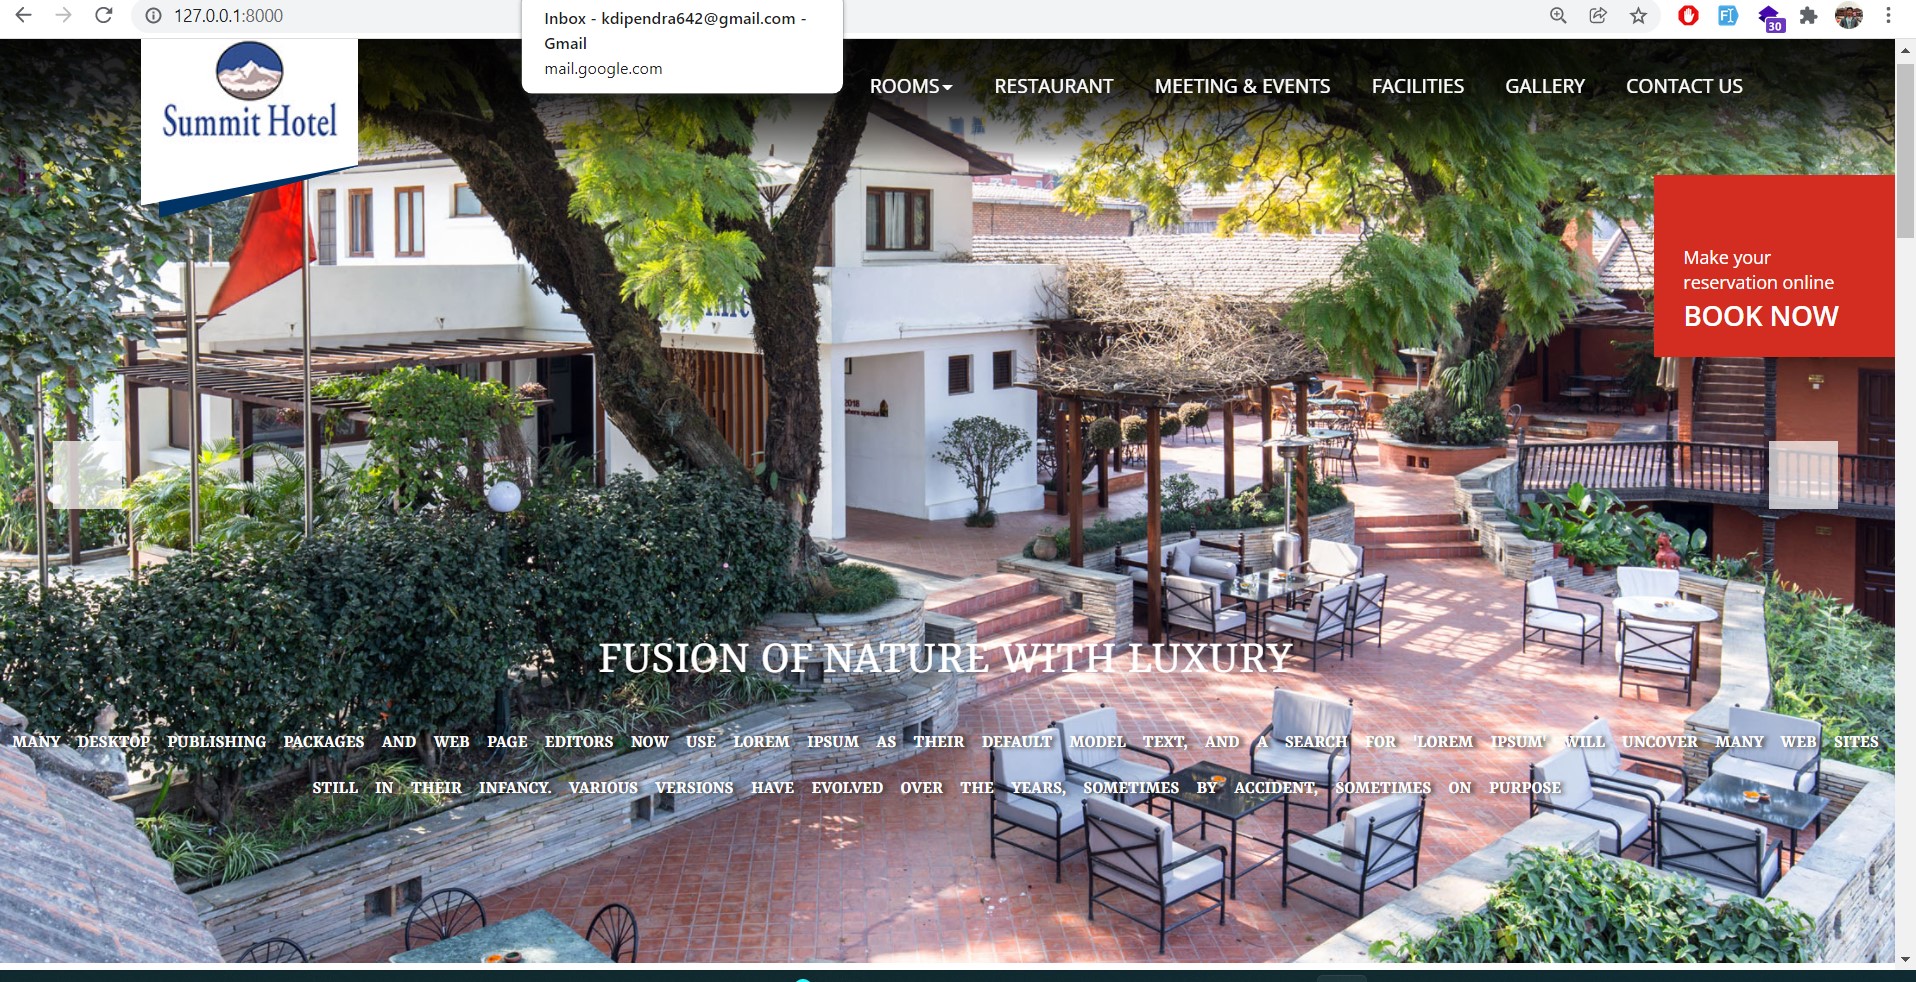 127.0.0.1:8000
Inbox - kdipendra642@gmail.com -
Gmail
mail.google.com
30
Summit Hotel
ROOMS
RESTAURANT
MEETING & EVENTS
FACILITIES
GALLERY
CONTACT US
Make your
reservation online
BOOK NOW
2018
FUSION OF NATURE WITH LUXURY
MANY DESKTOP PUBLISHING PACKAGES AND WEB PAGE EDITORS NOW USE LOREM IPSUM AS THEIR DEFAULT MODEL TEXT, AND A SEARCH FOR 'LOREM IPSUM' WILL UNCOVER MANY WEB SITES
STILL IN THEIR INFANCY. VARIOUS VERSIONS HAVE EVOLVED OVER THE YEARS, SOMETIMES BY ACCIDENT, SOMETIMES ON PURPOSE